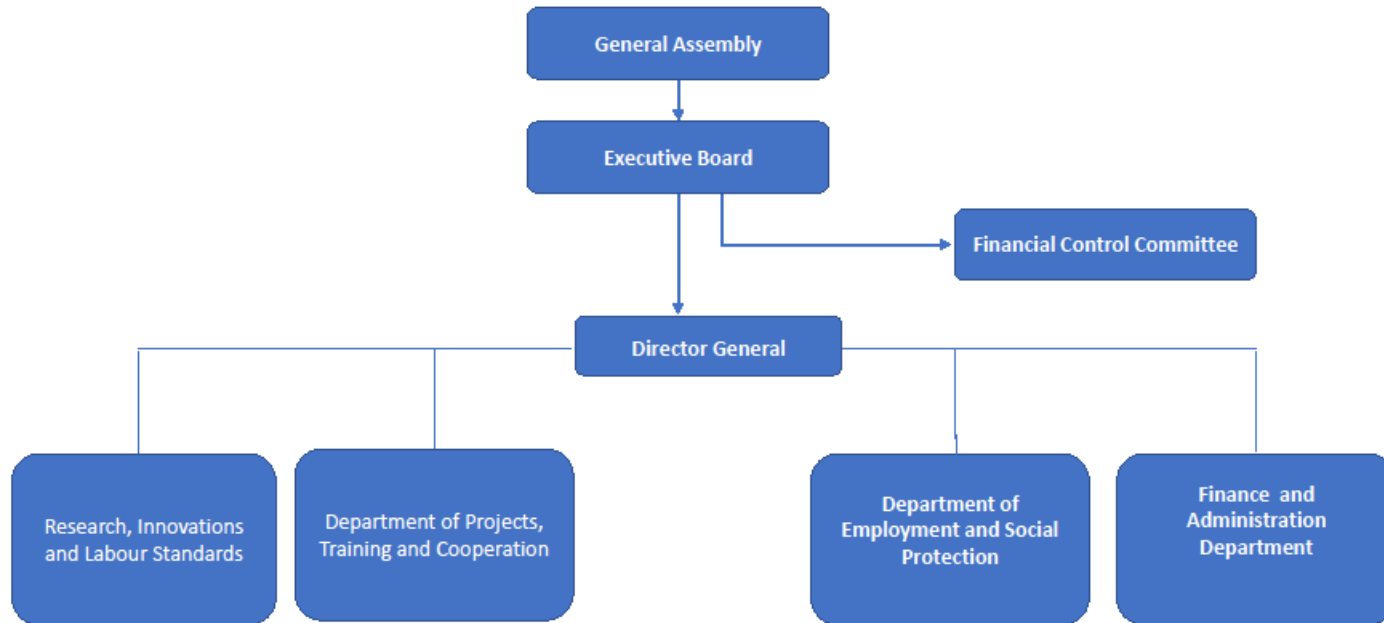 General Assembly
Executive Board
Financial Control Committee
Director General
Research, Innovations
and Labour Standards
Department of Projects,
Training and Cooperation
Department of
Employment and Social
Protection
Finance and
Administration
Department